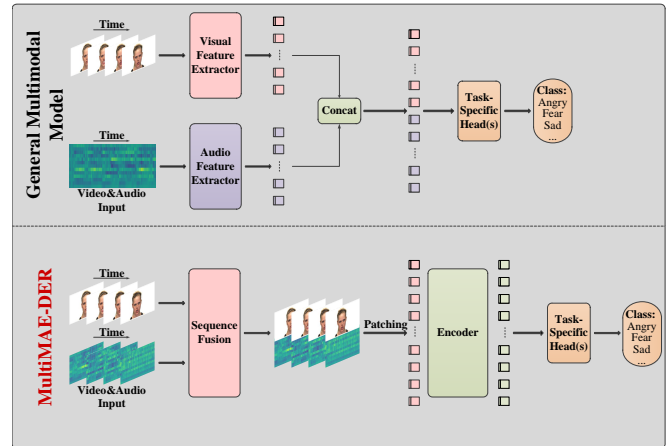 General Multimodal
Model
Time
Video&Audio
Input
Visual
Feature
Extractor
Audio
Feature
Extractor
Concat
Task-
Specific
Head(s)
Class:
Angry
Fear
Sad
...
MultiMAE-DER
Time
Time
Video&Audio
Input
Sequence
Fusion
Patching
Encoder
Task-
Specific
Head(s)
Class:
Angry
Fear
Sad
...